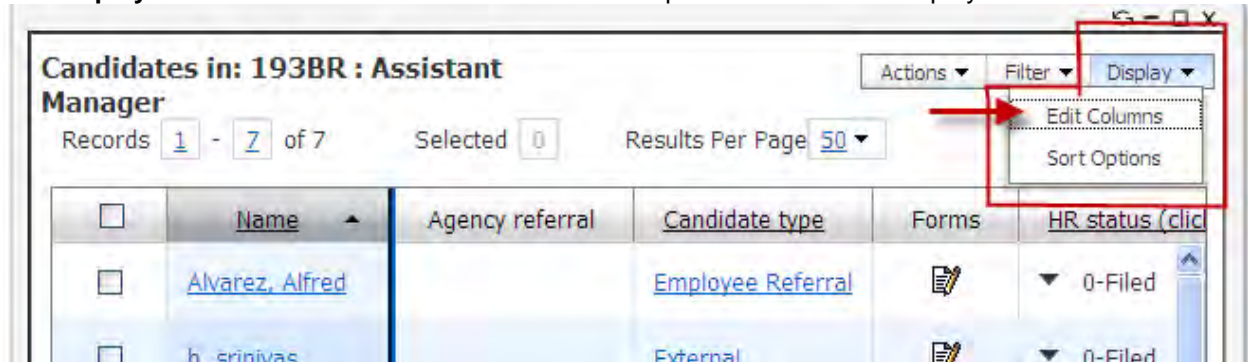 Candidates in: 193BR : Assistant Manager
Actions Filter Display
Records 1 - 7 of 7 Selected 0 Results Per Page 50
Edit Columns
Sort Options
Name Agency referral Candidate type Forms HR status (clic
Alvarez, Alfred Employee Referral 0-Filed
b, srinivas External 0-Filed